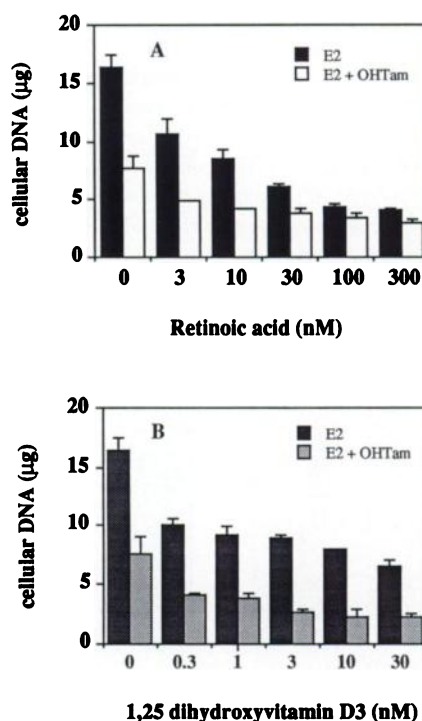 20
15
10
5
0
cellular DNA (µg)
A
E2
E2 + OHTam
0 3 10 30 100 300
Retinoic acid (nM)
20
15
10
5
0
cellular DNA (µg)
B
E2
E2 + OHTam
0 0.3 1 3 10 30
1,25 dihydroxyvitamin D3 (nM)